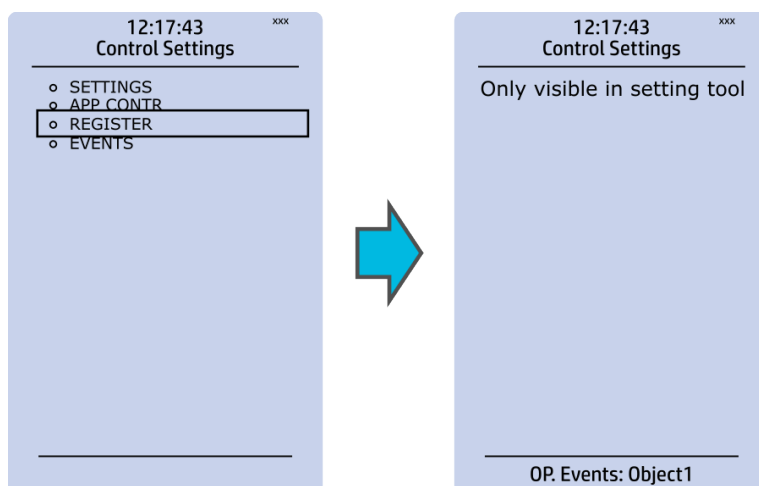 12:17:43
xxx
Control Settings
SETTINGS
APP CONTR
REGISTER
EVENTS
12:17:43
xxx
Control Settings
Only visible in setting tool
OP. Events: Object1